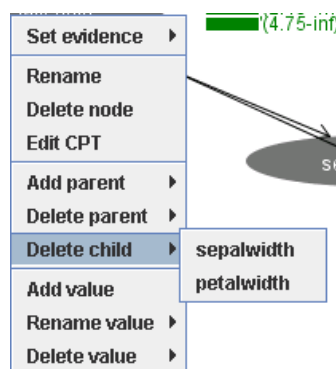 Set evidence
'(4.75-inf)
Rename
Delete node
Edit CPT
Add parent
Delete parent
Delete child
sepalwidth
petalwidth
Add value
Rename value
Delete value